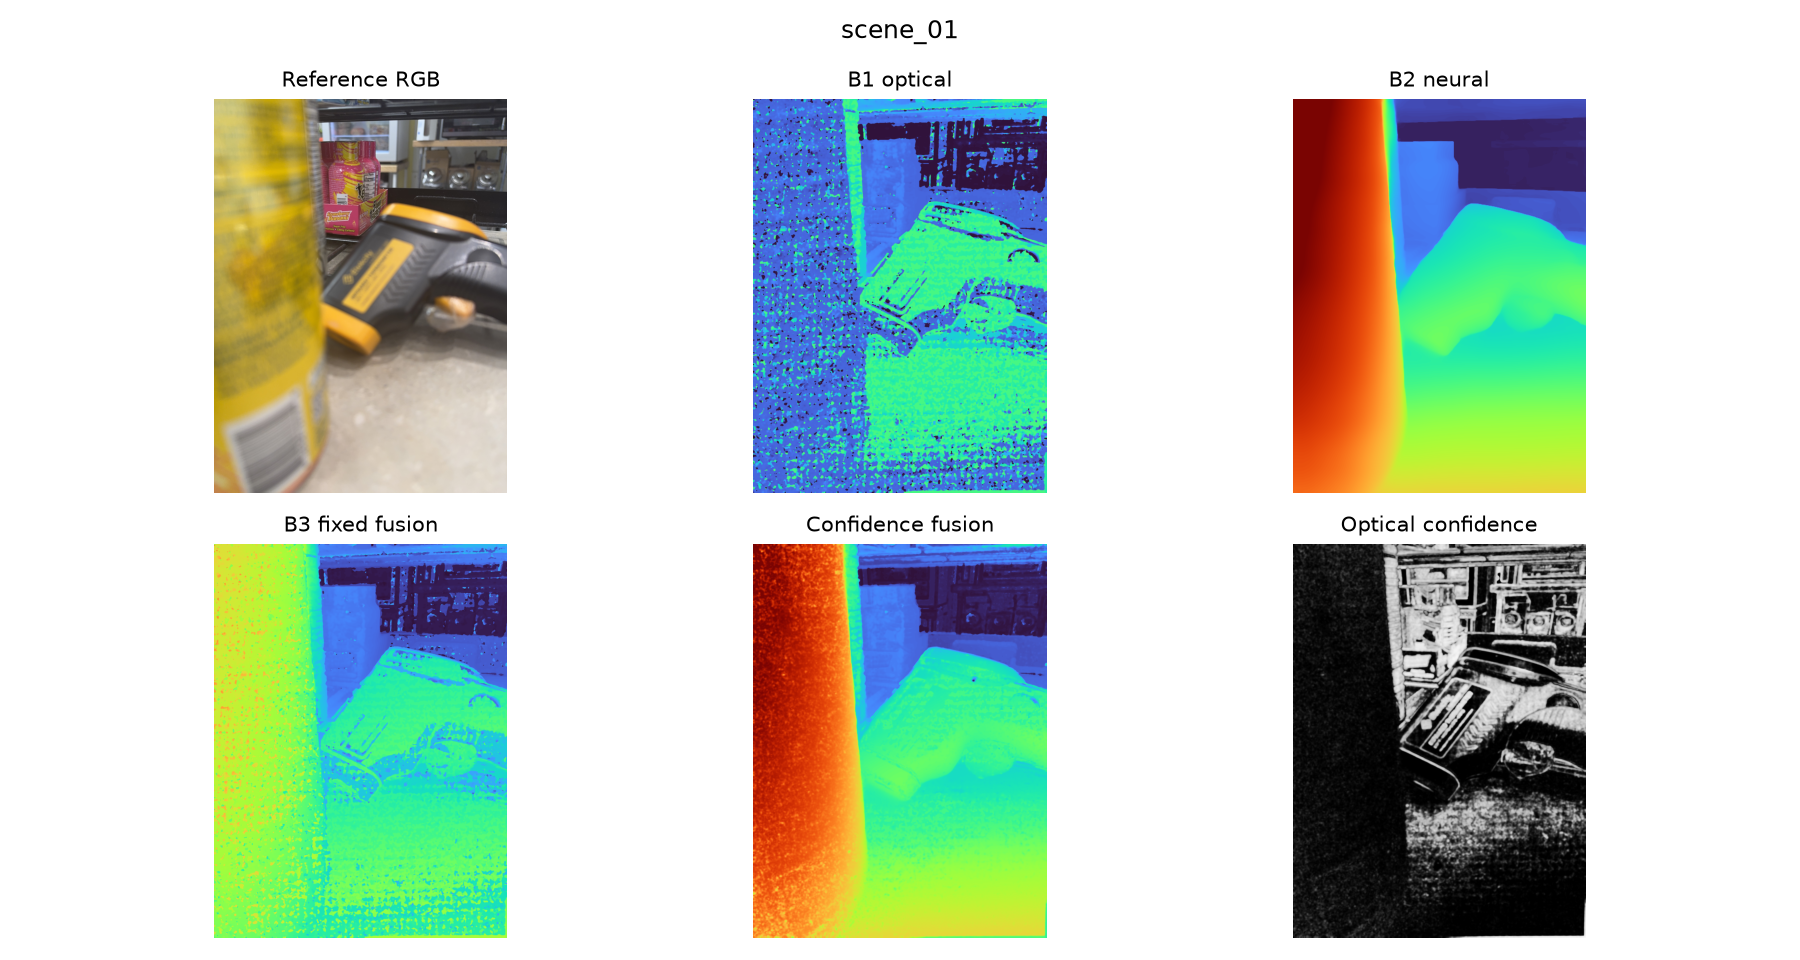 scene_01
Reference RGB
B1 optical
B2 neural
B3 fixed fusion
Confidence fusion
Optical confidence